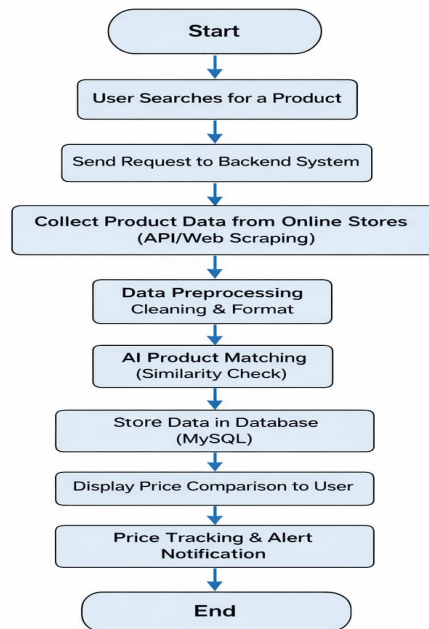 Start
User Searches for a Product
Send Request to Backend System
Collect Product Data from Online Stores
(API/Web Scraping)
Data Preprocessing
Cleaning & Format
AI Product Matching
(Similarity Check)
Store Data in Database
(MySQL)
Display Price Comparison to User
Price Tracking & Alert
Notification
End